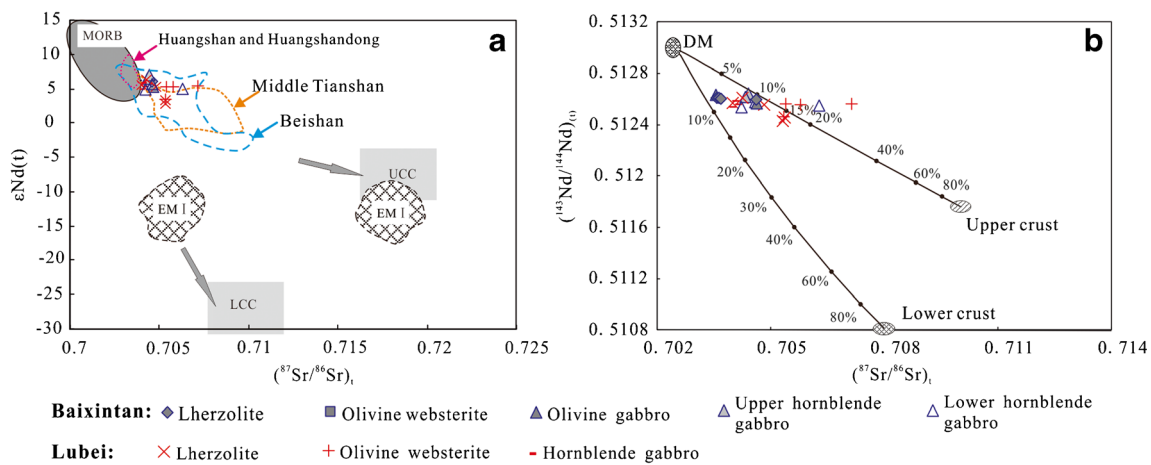 a
εNd(t)
15
10
5
0
-5
-10
-15
-20
-25
-30
0.7
0.705
0.71
0.715
0.72
0.725
(⁸⁷Sr/⁸⁶Sr)t
MORB
Huangshan and Huangshandong
Middle Tianshan
Beishan
UCC
EM I
EM I
LCC
b
(¹⁴³Nd/¹⁴⁴Nd)(t)
0. 5132
0. 5128
0. 5124
0. 512
0. 5116
0. 5112
0. 5108
0. 702
0. 705
0. 708
0. 711
0. 714
(⁸⁷Sr/⁸⁶Sr)t
DM
5%
10%
15%
20%
40%
60%
80%
Upper crust
10%
20%
30%
40%
60%
80%
Lower crust
Baixintan: Lherzolite Olivine websterite Olivine gabbro Upper hornblende gabbro Lower hornblende gabbro
Lubei: Lherzolite Olivine websterite Hornblende gabbro